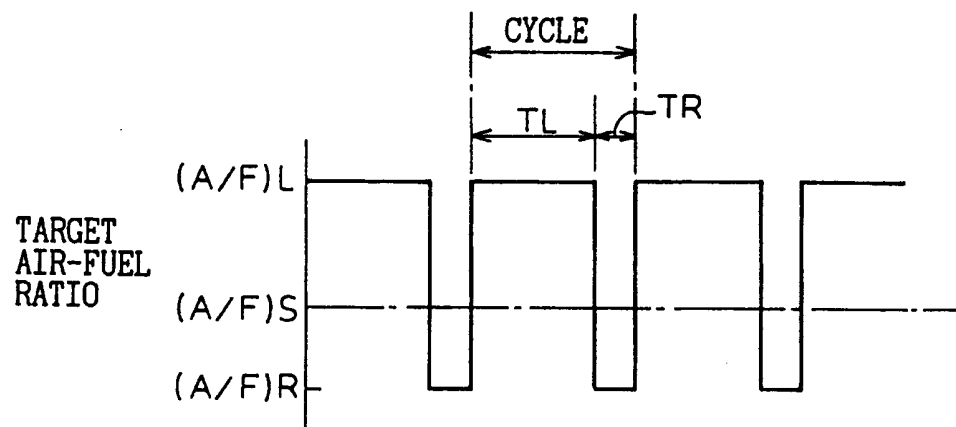 CYCLE
TL
TR
(A/F)L
TARGET
AIR-FUEL
RATIO
(A/F)S
(A/F)R